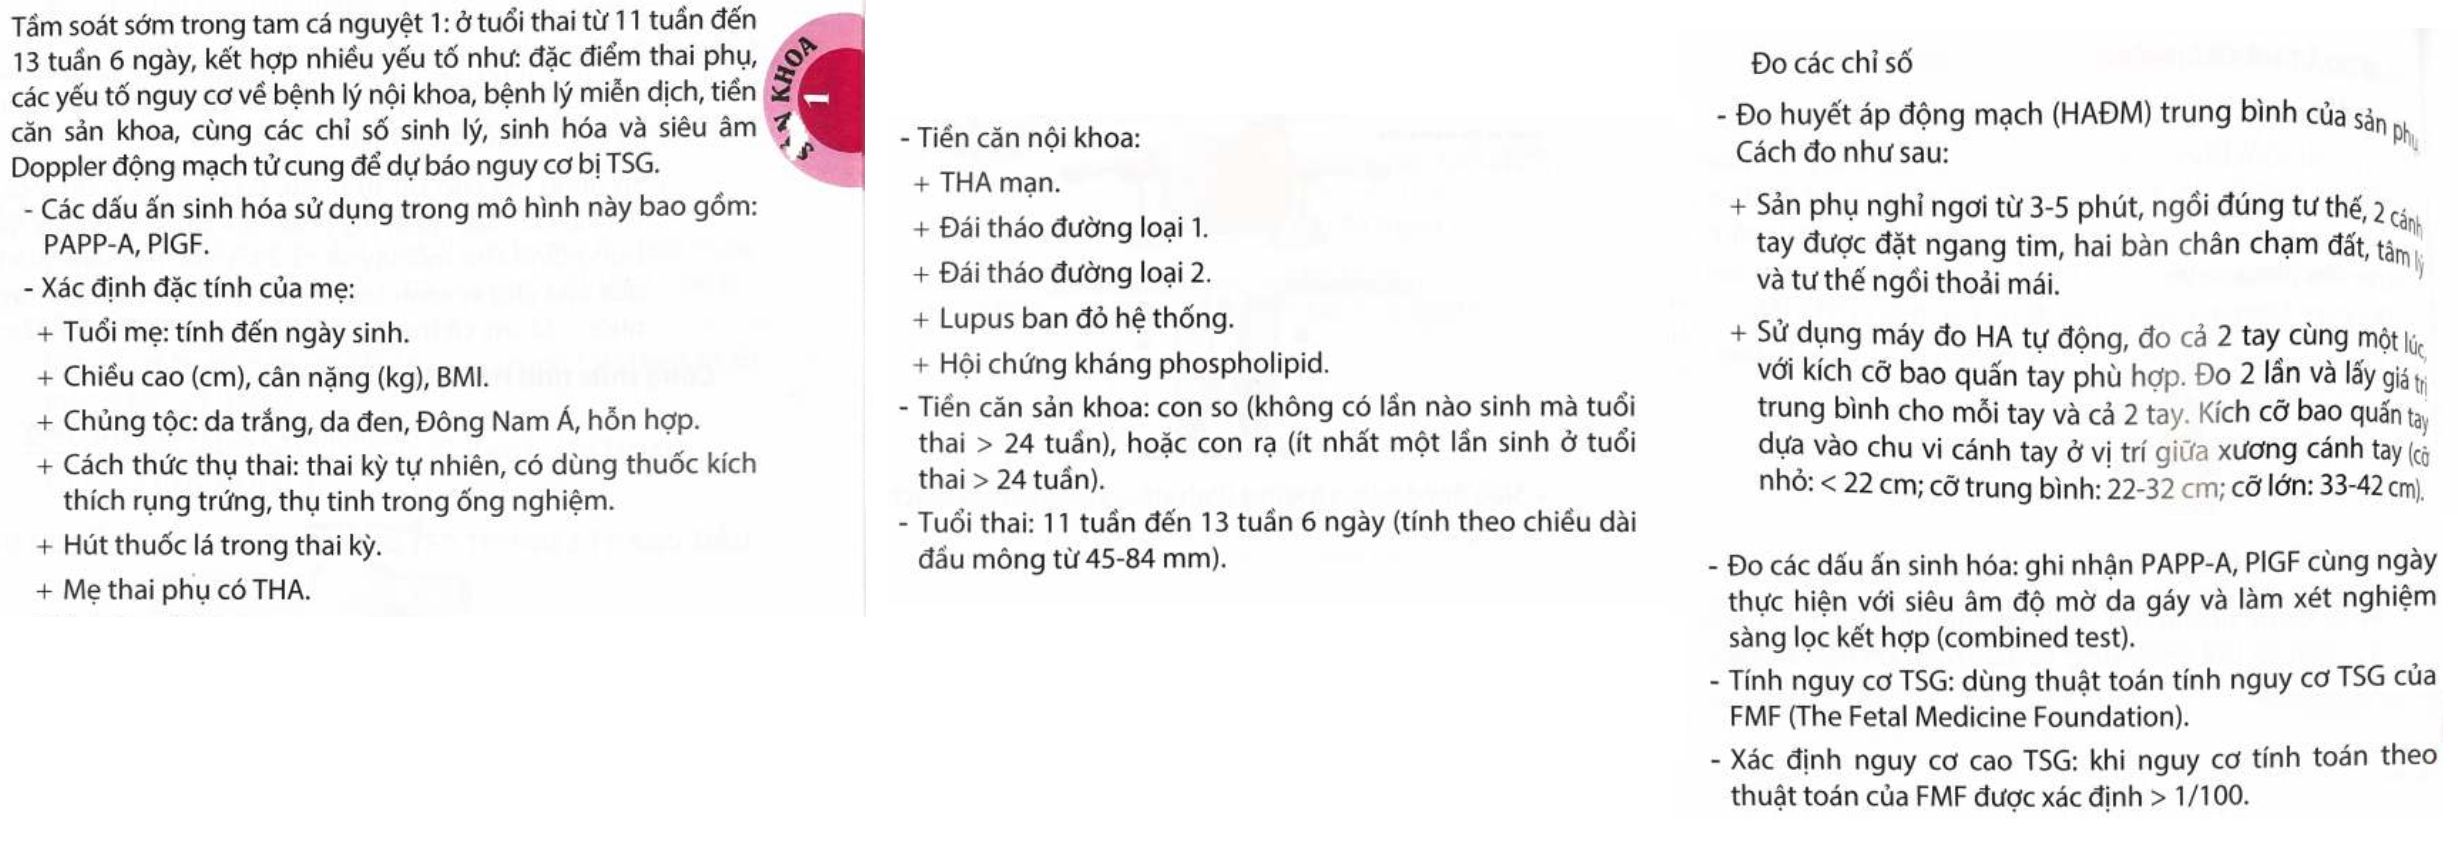 Tầm soát sớm trong tam cá nguyệt 1: ở tuổi thai từ 11 tuần đến
13 tuần 6 ngày, kết hợp nhiều yếu tố như: đặc điểm thai phụ,
các yếu tố nguy cơ về bệnh lý nội khoa, bệnh lý miễn dịch, tiền
căn sản khoa, cùng các chỉ số sinh lý, sinh hóa và siêu âm
Doppler động mạch tử cung để dự báo nguy cơ bị TSG.
- Các dấu ấn sinh hóa sử dụng trong mô hình này bao gồm:
PAPP-A, PlGF.
- Xác định đặc tính của mẹ:
+ Tuổi mẹ: tính đến ngày sinh.
+ Chiều cao (cm), cân nặng (kg), BMI.
+ Chủng tộc: da trắng, da đen, Đông Nam Á, hỗn hợp.
+ Cách thức thụ thai: thai kỳ tự nhiên, có dùng thuốc kích
thích rụng trứng, thụ tinh trong ống nghiệm.
+ Hút thuốc lá trong thai kỳ.
+ Mẹ thai phụ có THA.
SẢN KHOA
1
- Tiền căn nội khoa:
+ THA mạn.
+ Đái tháo đường loại 1.
+ Đái tháo đường loại 2.
+ Lupus ban đỏ hệ thống.
+ Hội chứng kháng phospholipid.
- Tiền căn sản khoa: con so (không có lần nào sinh mà tuổi
thai > 24 tuần), hoặc con rạ (ít nhất một lần sinh ở tuổi
thai > 24 tuần).
- Tuổi thai: 11 tuần đến 13 tuần 6 ngày (tính theo chiều dài
đầu mông từ 45-84 mm).
Đo các chỉ số
- Đo huyết áp động mạch (HAĐM) trung bình của sản phụ
Cách đo như sau:
+ Sản phụ nghỉ ngơi từ 3-5 phút, ngồi đúng tư thế, 2 cánh
tay được đặt ngang tim, hai bàn chân chạm đất, tâm lý
và tư thế ngồi thoải mái.
+ Sử dụng máy đo HA tự động, đo cả 2 tay cùng một lúc,
với kích cỡ bao quấn tay phù hợp. Đo 2 lần và lấy giá trị
trung bình cho mỗi tay và cả 2 tay. Kích cỡ bao quấn tay
dựa vào chu vi cánh tay ở vị trí giữa xương cánh tay (cỡ
nhỏ: < 22 cm; cỡ trung bình: 22-32 cm; cỡ lớn: 33-42 cm).
- Đo các dấu ấn sinh hóa: ghi nhận PAPP-A, PlGF cùng ngày
thực hiện với siêu âm độ mờ da gáy và làm xét nghiệm
sàng lọc kết hợp (combined test).
- Tính nguy cơ TSG: dùng thuật toán tính nguy cơ TSG của
FMF (The Fetal Medicine Foundation).
- Xác định nguy cơ cao TSG: khi nguy cơ tính toán theo
thuật toán của FMF được xác định > 1/100.